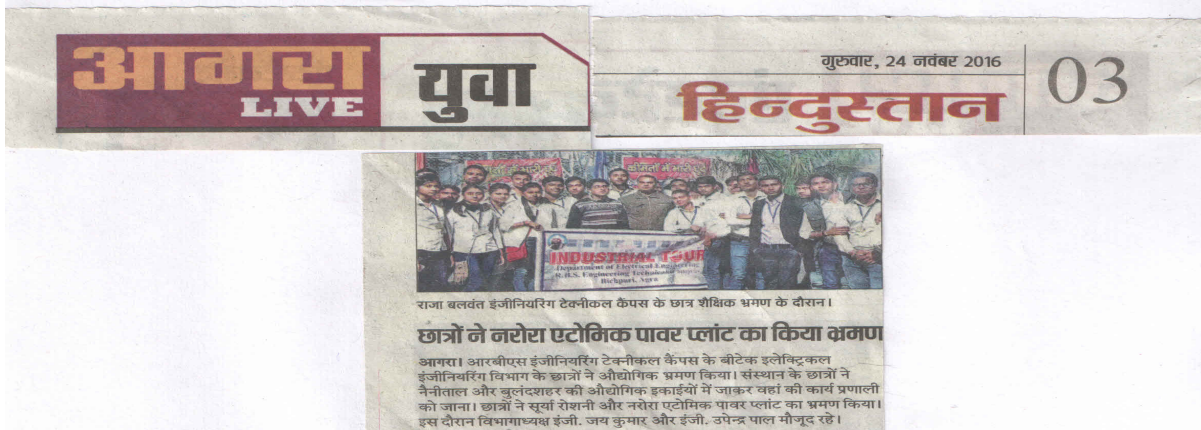 आगरा
LIVE
युवा
गुरुवार, 24 नवंबर 2016
हिन्दुस्तान
03
INDUSTRIAL TOUR
Department of Electrical Engineering
R.B.S. Engineering Technical Campus
Bichpuri, Agra
राजा बलवंत इंजीनियरिंग टेक्नीकल कैंपस के छात्र शैक्षिक भ्रमण के दौरान।
छात्रों ने नरोरा एटोमिक पावर प्लांट का किया भ्रमण
आगरा। आरबीएस इंजीनियरिंग टेक्नीकल कैंपस के बीटेक इलेक्ट्रिकल
इंजीनियरिंग विभाग के छात्रों ने औद्योगिक भ्रमण किया। संस्थान के छात्रों ने
नैनीताल और बुलंदशहर की औद्योगिक इकाईयों में जाकर वहां की कार्य प्रणाली
को जाना। छात्रों ने सूर्या रोशनी और नरोरा एटोमिक पावर प्लांट का भ्रमण किया।
इस दौरान विभागाध्यक्ष इंजी. जय कुमार और इंजी. उपेन्द्र पाल मौजूद रहे।